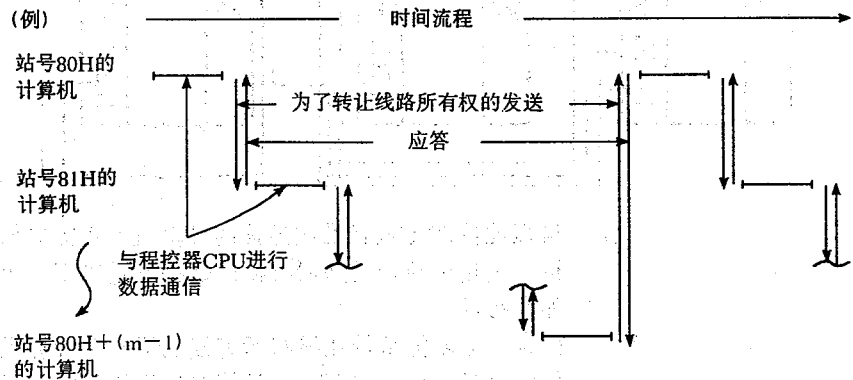 (例)
时间流程
站号80H的
计算机
为了转让线路所有权的发送
应答
站号81H的
计算机
与程控器CPU进行
数据通信
站号80H+(m-1)
的计算机